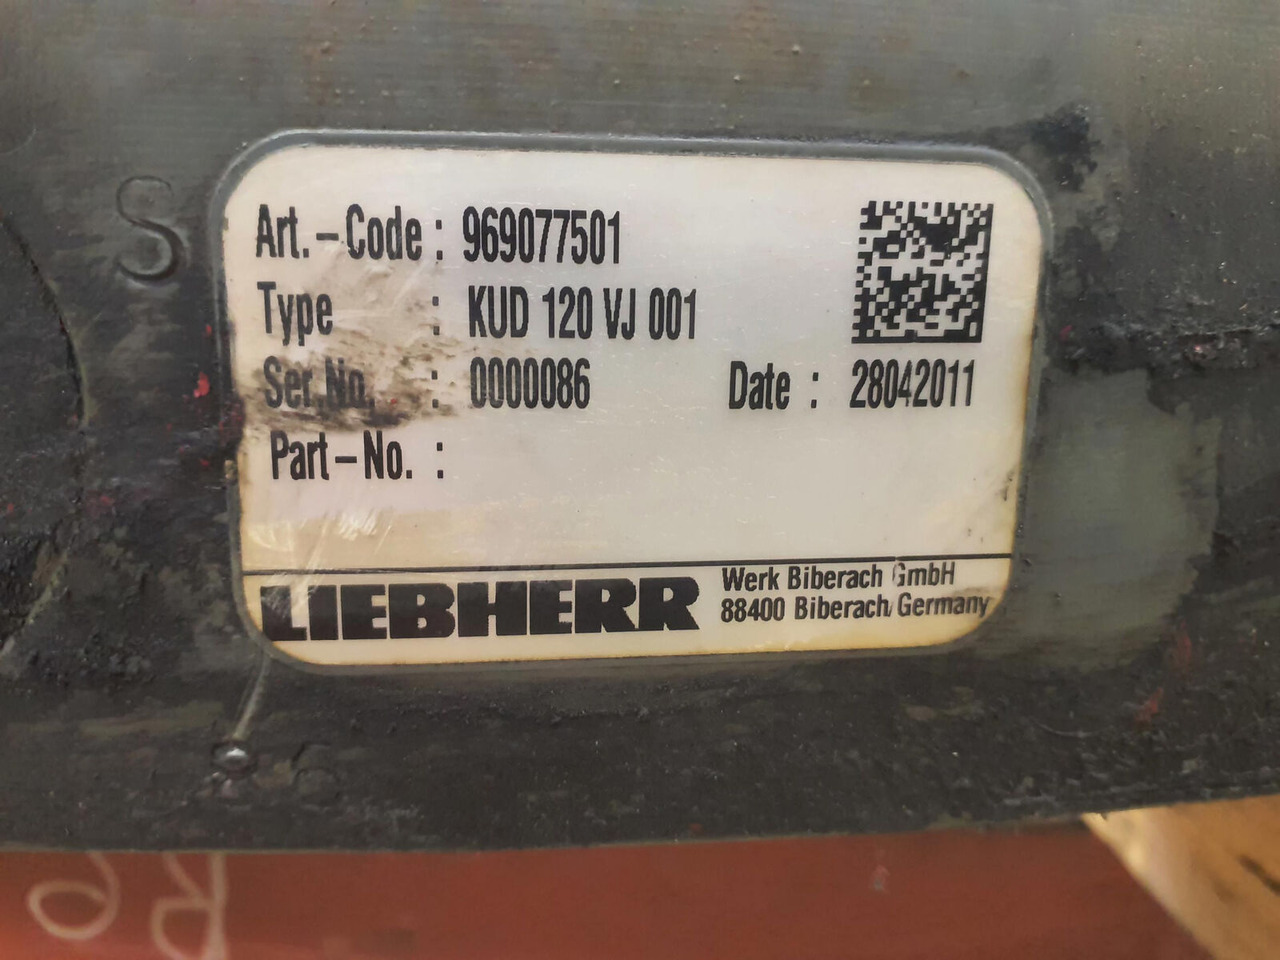 S
Art.-Code : 969077501
Type : KUD 120 VJ 001
Ser.No. : 0000086 Date : 28042011
Part-No. :
LIEBHERR
Werk Biberach GmbH
88400 Biberach/Germany